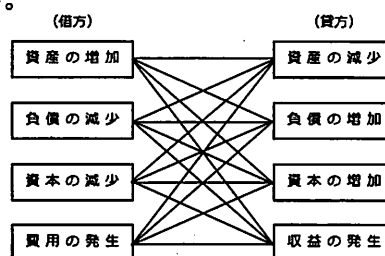 。
(借方) (貸方)
資産の増加 資産の減少
負債の減少 負債の増加
資本の減少 資本の増加
費用の発生 収益の発生